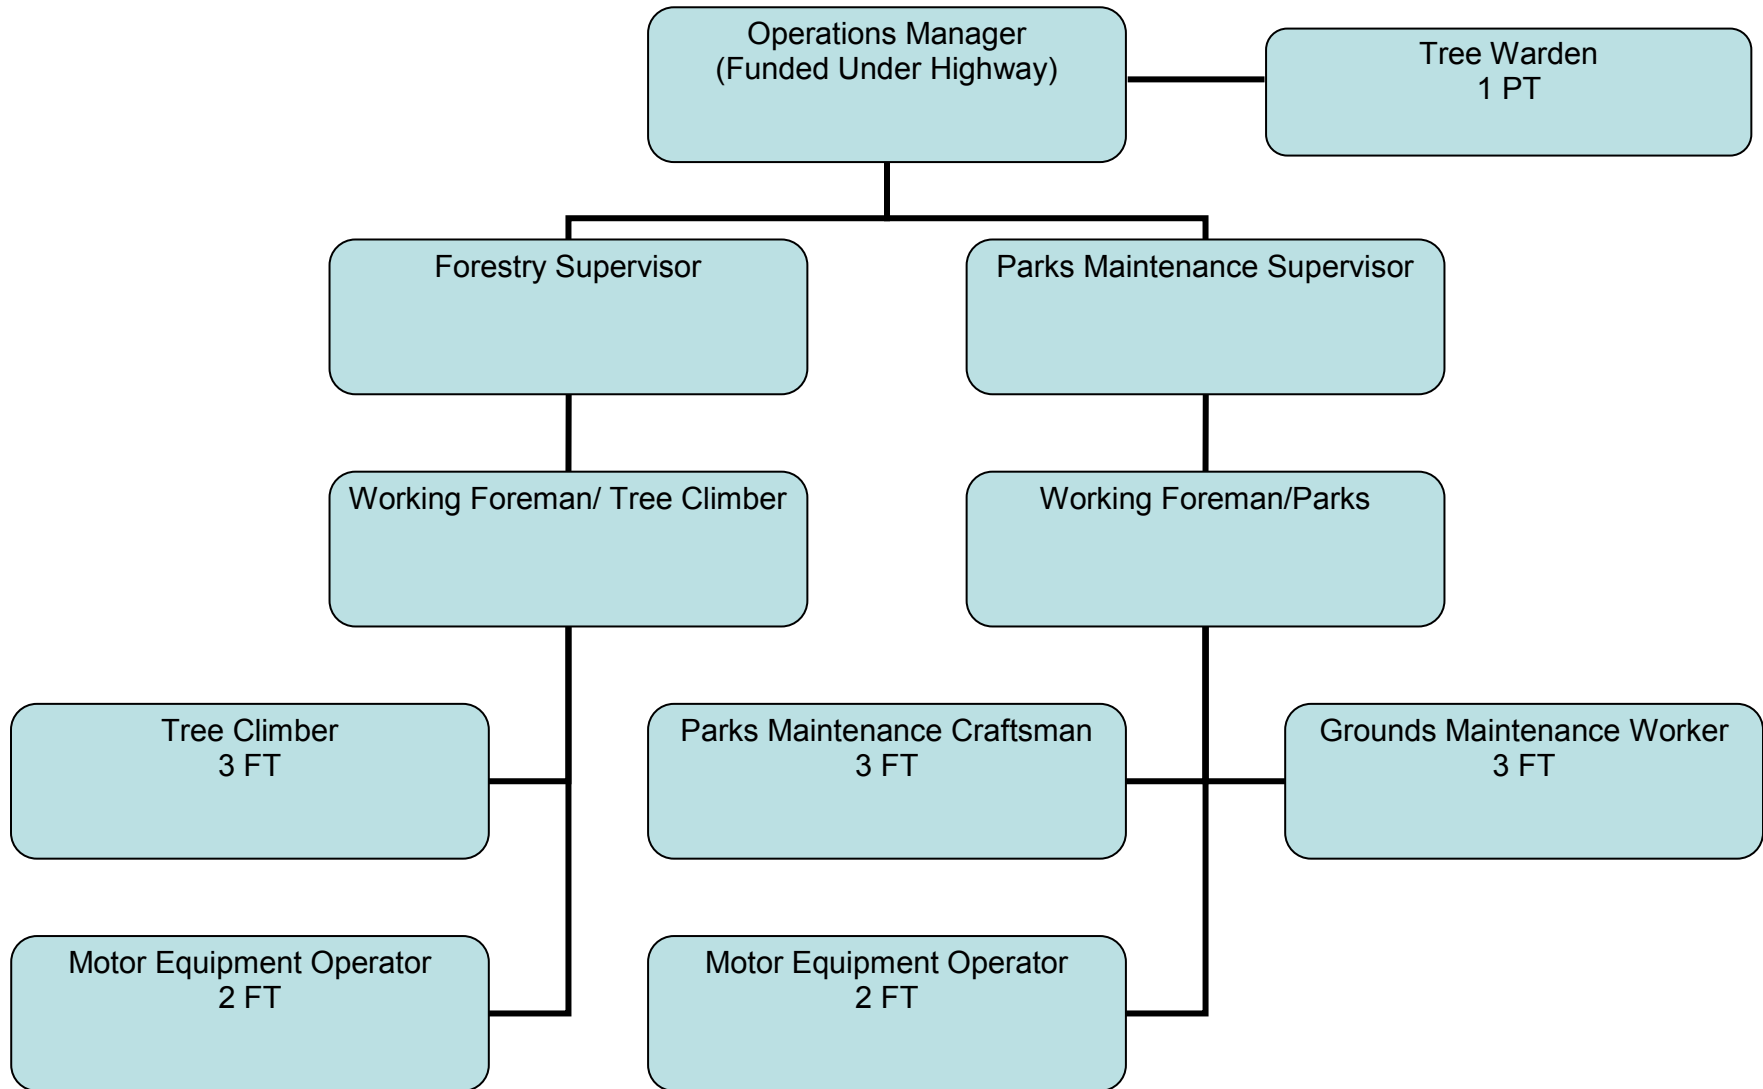 Operations Manager
(Funded Under Highway)
Tree Warden
1 PT
Forestry Supervisor
Parks Maintenance Supervisor
Working Foreman/ Tree Climber
Working Foreman/Parks
Tree Climber
3 FT
Parks Maintenance Craftsman
3 FT
Grounds Maintenance Worker
3 FT
Motor Equipment Operator
2 FT
Motor Equipment Operator
2 FT